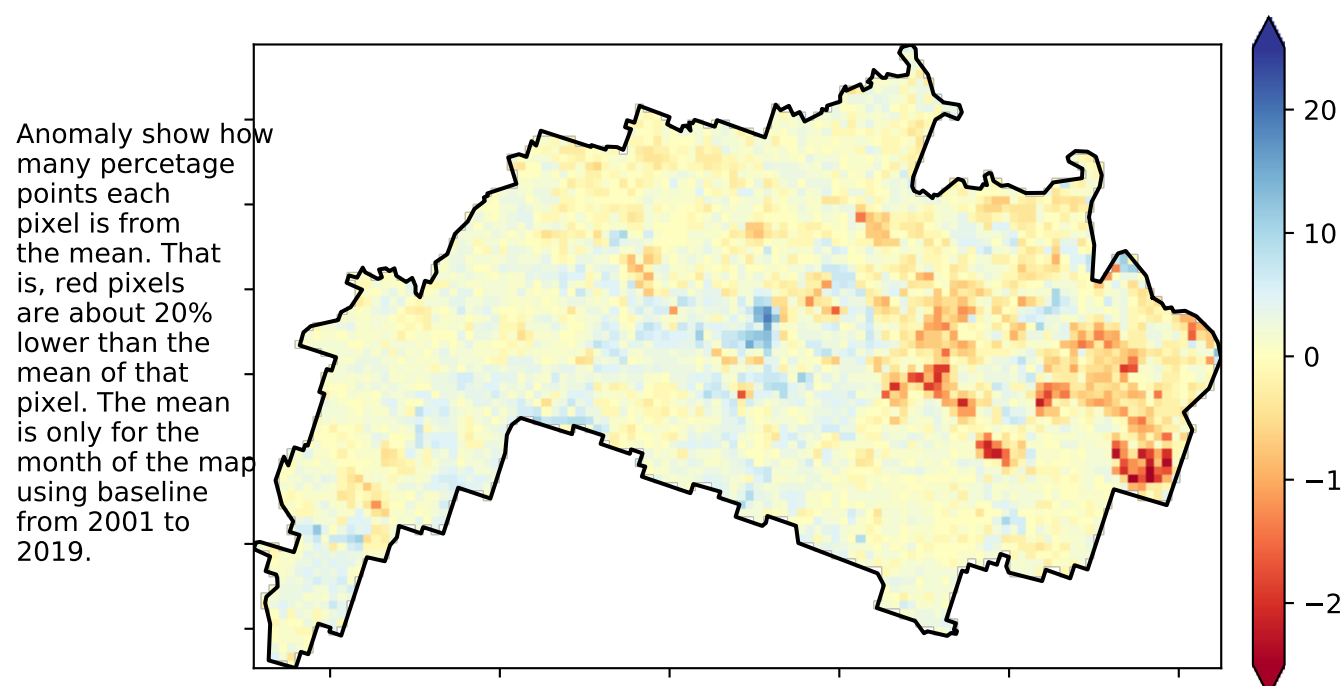 Anomaly show how
many percetage
points each
pixel is from
the mean. That
is, red pixels
are about 20%
lower than the
mean of that
pixel. The mean
is only for the
month of the map
using baseline
from 2001 to
2019.
20
10
0
−1
−2